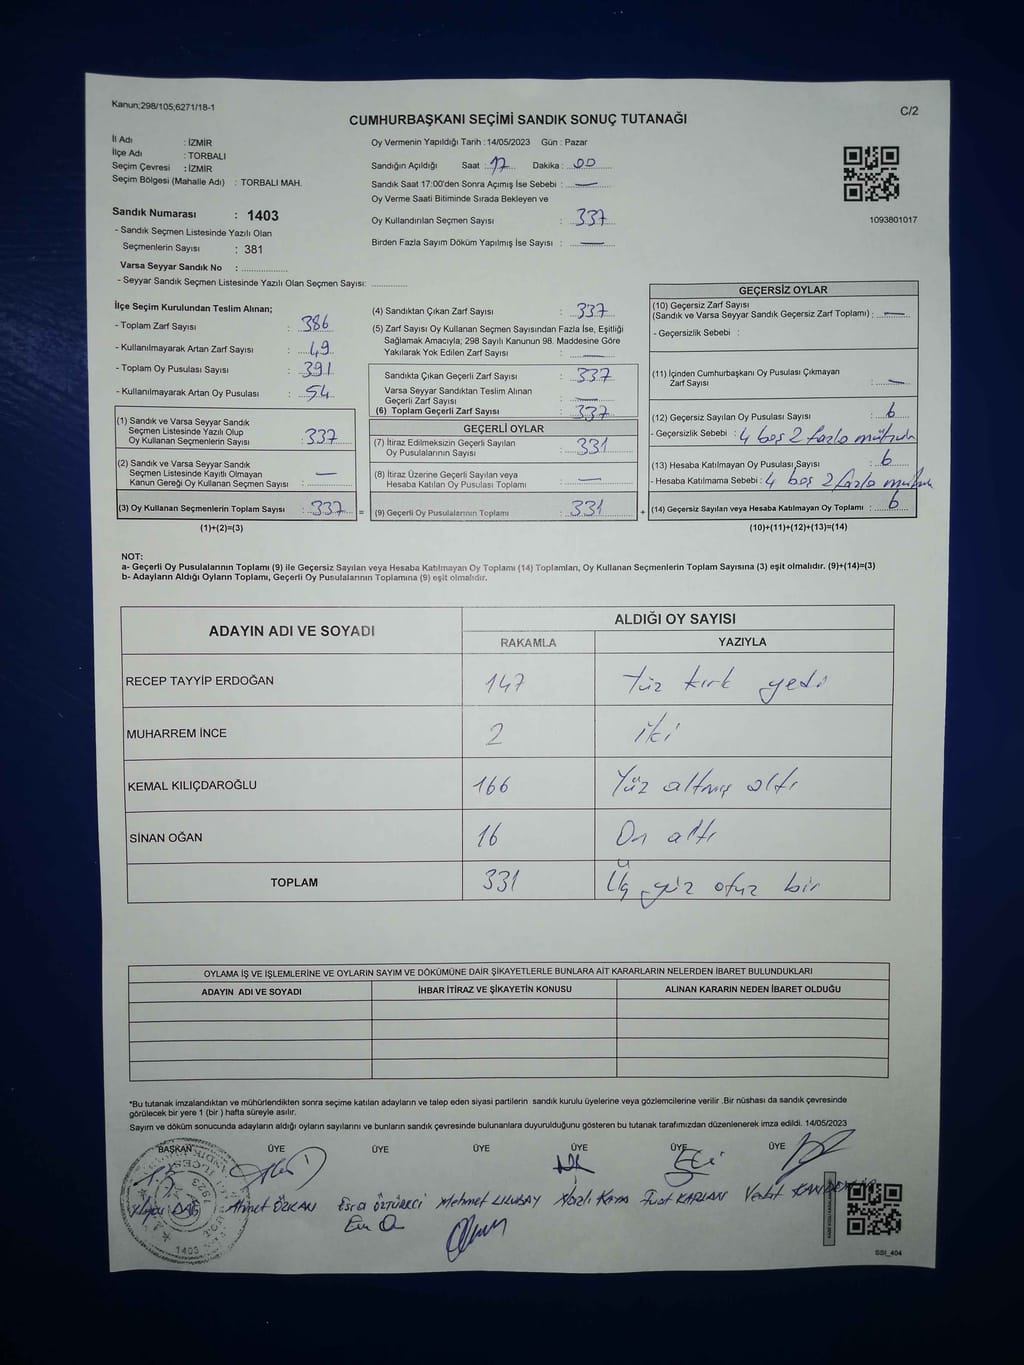 Kanun;298/105,6271/18-1
C/2
CUMHURBAŞKANI SEÇİMİ SANDIK SONUÇ TUTANAĞI
İl Adı : İZMİR
İlçe Adı : TORBALI
Seçim Çevresi : İZMİR
Seçim Bölgesi (Mahalle Adı) : TORBALI MAH.
Sandık Numarası : 1403
- Sandık Seçmen Listesinde Yazılı Olan
Seçmenlerin Sayısı : 381
Varsa Seyyar Sandık No : ..................
- Seyyar Sandık Seçmen Listesinde Yazılı Olan Seçmen Sayısı: ..............
Oy Vermenin Yapıldığı Tarih : 14/05/2023 Gün : Pazar
Sandığın Açıldığı Saat : 17 Dakika : 00
Sandık Saat 17:00'den Sonra Açımış İse Sebebi : —
Oy Verme Saati Bitiminde Sırada Bekleyen ve
Oy Kullandırılan Seçmen Sayısı : 337
Birden Fazla Sayım Döküm Yapılmış İse Sayısı : —
1093801017
İlçe Seçim Kurulundan Teslim Alınan;
- Toplam Zarf Sayısı : 386
- Kullanılmayarak Artan Zarf Sayısı : 49
- Toplam Oy Pusulası Sayısı : 391
- Kullanılmayarak Artan Oy Pusulası : 54
(1) Sandık ve Varsa Seyyar Sandık
Seçmen Listesinde Yazılı Olup
Oy Kullanan Seçmenlerin Sayısı : 337
(2) Sandık ve Varsa Seyyar Sandık
Seçmen Listesinde Kayıtlı Olmayan
Kanun Gereği Oy Kullanan Seçmen Sayısı : —
(3) Oy Kullanan Seçmenlerin Toplam Sayısı : 337 =
(1)+(2)=(3)
(4) Sandıktan Çıkan Zarf Sayısı : 337
(5) Zarf Sayısı Oy Kullanan Seçmen Sayısından Fazla İse, Eşitliği
Sağlamak Amacıyla; 298 Sayılı Kanunun 98. Maddesine Göre
Yakılarak Yok Edilen Zarf Sayısı : —
Sandıkta Çıkan Geçerli Zarf Sayısı : 337
Varsa Seyyar Sandıktan Teslim Alınan
Geçerli Zarf Sayısı : —
(6) Toplam Geçerli Zarf Sayısı : 337
GEÇERLİ OYLAR
(7) İtiraz Edilmeksizin Geçerli Sayılan
Oy Pusulalarının Sayısı : 331
(8) İtiraz Üzerine Geçerli Sayılan veya
Hesaba Katılan Oy Pusulası Toplamı : —
(9) Geçerli Oy Pusulalarının Toplamı : 331 +
GEÇERSİZ OYLAR
(10) Geçersiz Zarf Sayısı
(Sandık ve Varsa Seyyar Sandık Geçersiz Zarf Toplamı) : —
- Geçersizlik Sebebi :
(11) İçinden Cumhurbaşkanı Oy Pusulası Çıkmayan
Zarf Sayısı : —
(12) Geçersiz Sayılan Oy Pusulası Sayısı : 6
- Geçersizlik Sebebi : 4 boş 2 fazla mühür
(13) Hesaba Katılmayan Oy Pusulası Sayısı : 6
- Hesaba Katılmama Sebebi : 4 boş 2 fazla mühür
(14) Geçersiz Sayılan veya Hesaba Katılmayan Oy Toplamı : 6
(10)+(11)+(12)+(13)=(14)
NOT:
a- Geçerli Oy Pusulalarının Toplamı (9) ile Geçersiz Sayılan veya Hesaba Katılmayan Oy Toplamı (14) Toplamları, Oy Kullanan Seçmenlerin Toplam Sayısına (3) eşit olmalıdır. (9)+(14)=(3)
b- Adayların Aldığı Oyların Toplamı, Geçerli Oy Pusulalarının Toplamına (9) eşit olmalıdır.
ADAYIN ADI VE SOYADI
ALDIĞI OY SAYISI
RAKAMLA YAZIYLA
RECEP TAYYİP ERDOĞAN 147 Yüz kırk yedi
MUHARREM İNCE 2 iki
KEMAL KILIÇDAROĞLU 166 Yüz altmış altı
SİNAN OĞAN 16 On altı
TOPLAM 331 Üç yüz otuz bir
OYLAMA İŞ VE İŞLEMLERİNE VE OYLARIN SAYIM VE DÖKÜMÜNE DAİR ŞİKAYETLERLE BUNLARA AİT KARARLARIN NELERDEN İBARET BULUNDUKLARI
ADAYIN ADI VE SOYADI İHBAR İTİRAZ VE ŞİKAYETİN KONUSU ALINAN KARARIN NEDEN İBARET OLDUĞU
*Bu tutanak imzalandıktan ve mühürlendikten sonra seçime katılan adayların ve talep eden siyasi partilerin sandık kurulu üyelerine veya gözlemcilerine verilir .Bir nüshası da sandık çevresinde
görülecek bir yere 1 (bir ) hafta süreyle asılır.
Sayım ve döküm sonucunda adayların aldığı oyların sayılarını ve bunların sandık çevresinde bulunanlara duyurulduğunu gösteren bu tutanak tarafımızdan düzenlenerek imza edildi. 14/05/2023
BAŞKAN ÜYE ÜYE ÜYE ÜYE ÜYE ÜYE
Ahmet ÖZKAN Esra ÖZTÜRKCİ Mehmet ULUSAY Nazlı KAYA Fuat KARLAN Vedat
1923
1403
SSI_404